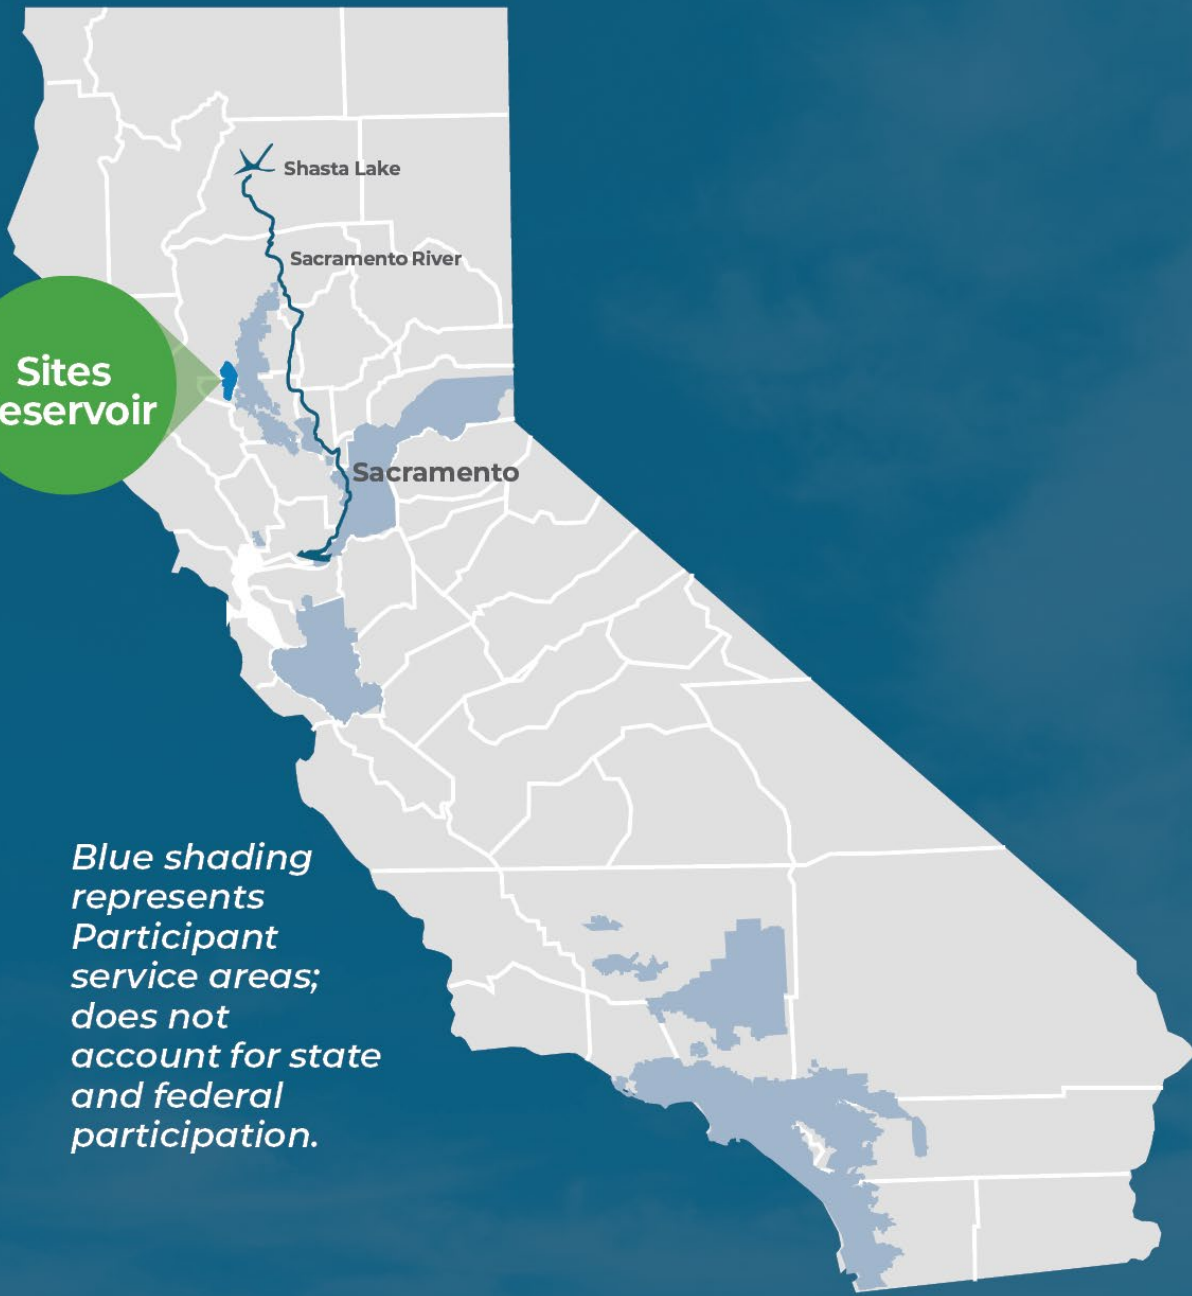 Shasta Lake
Sacramento River
Sites
eservoir
Sacramento
Blue shading
represents
Participant
service areas;
does not
account for state
and federal
participation.